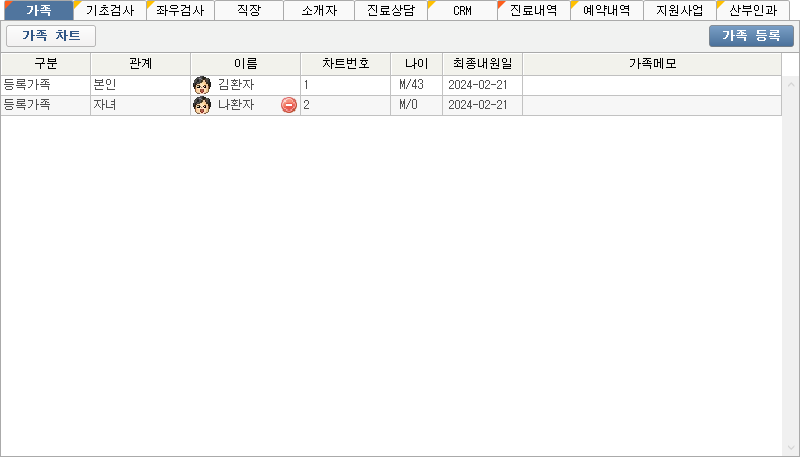 가족 기초검사 좌우검사 직장 소개자 진료상담 CRM 진료내역 예약내역 지원사업 산부인과
가족 차트 가족 등록
구분 관계 이름 차트번호 나이 최종내원일 가족메모
등록가족 본인 김환자 1 M/43 2024-02-21
등록가족 자녀 나환자 2 M/0 2024-02-21